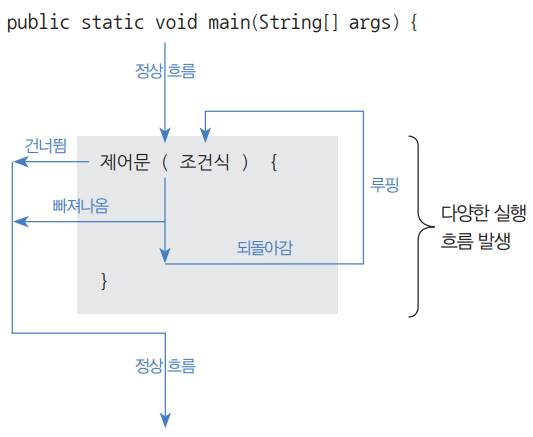 public static void main(String[] args) {
정상 흐름
건너뜀
제어문 ( 조건식 ) {
루핑
빠져나옴
다양한 실행
흐름 발생
되돌아감
}
정상 흐름